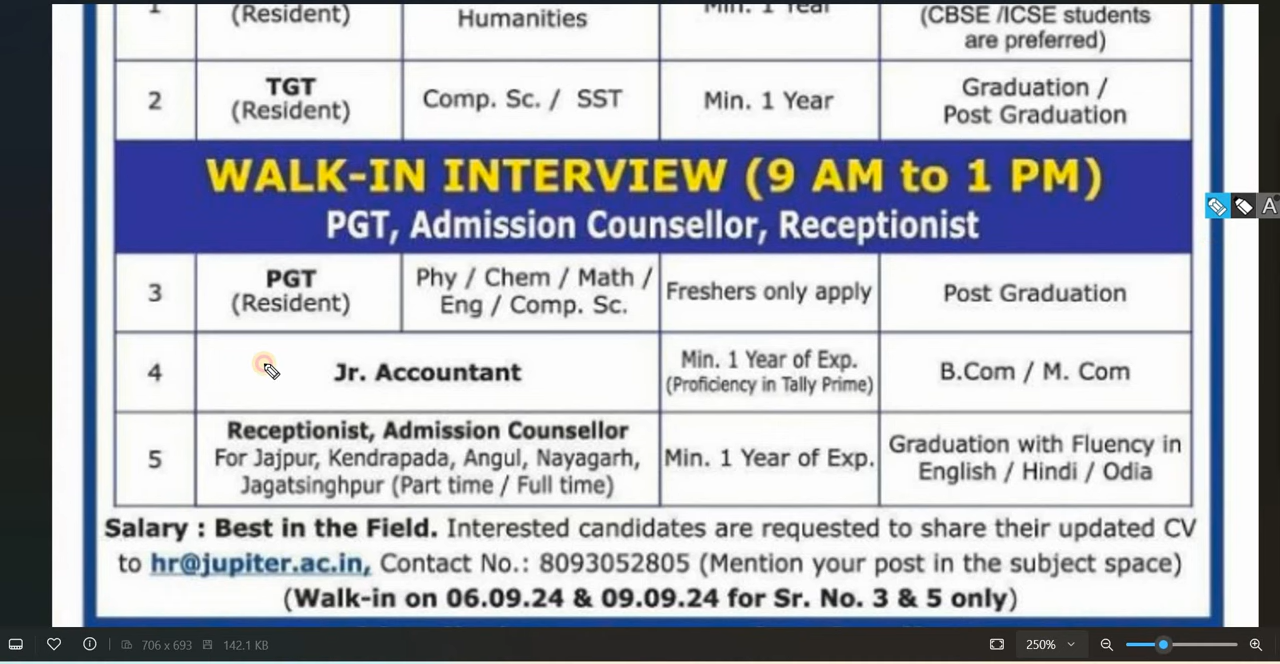 1
(Resident)
Humanities
Min. 1 Year
(CBSE /ICSE students
are preferred)
2
TGT
(Resident)
Comp. Sc. / SST
Min. 1 Year
Graduation /
Post Graduation
WALK-IN INTERVIEW (9 AM to 1 PM)
PGT, Admission Counsellor, Receptionist
3
PGT
(Resident)
Phy / Chem / Math /
Eng / Comp. Sc.
Freshers only apply
Post Graduation
4
Jr. Accountant
Min. 1 Year of Exp.
(Proficiency in Tally Prime)
B.Com / M. Com
5
Receptionist, Admission Counsellor
For Jajpur, Kendrapada, Angul, Nayagarh,
Jagatsinghpur (Part time / Full time)
Min. 1 Year of Exp.
Graduation with Fluency in
English / Hindi / Odia
Salary : Best in the Field. Interested candidates are requested to share their updated CV
to hr@jupiter.ac.in, Contact No.: 8093052805 (Mention your post in the subject space)
(Walk-in on 06.09.24 & 09.09.24 for Sr. No. 3 & 5 only)
A
706 x 693
142.1 KB
250%